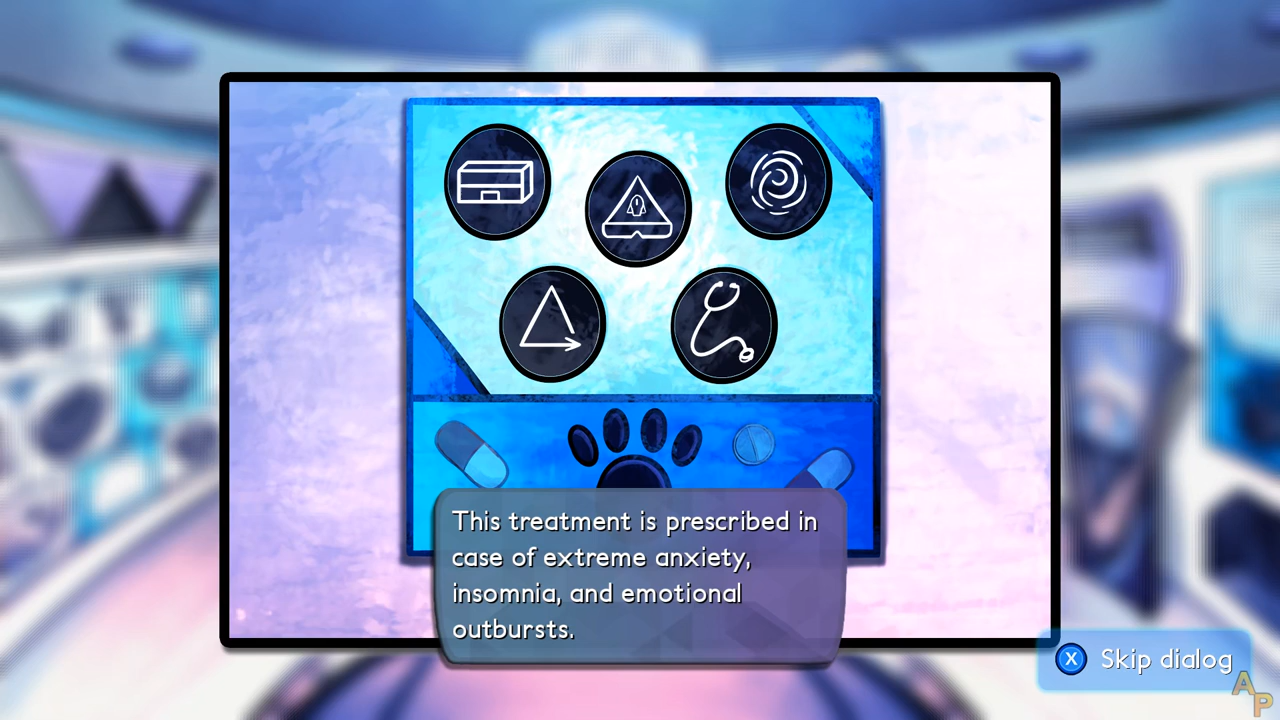 This treatment is prescribed in
case of extreme anxiety,
insomnia, and emotional
outbursts.
X Skip dialog
AP